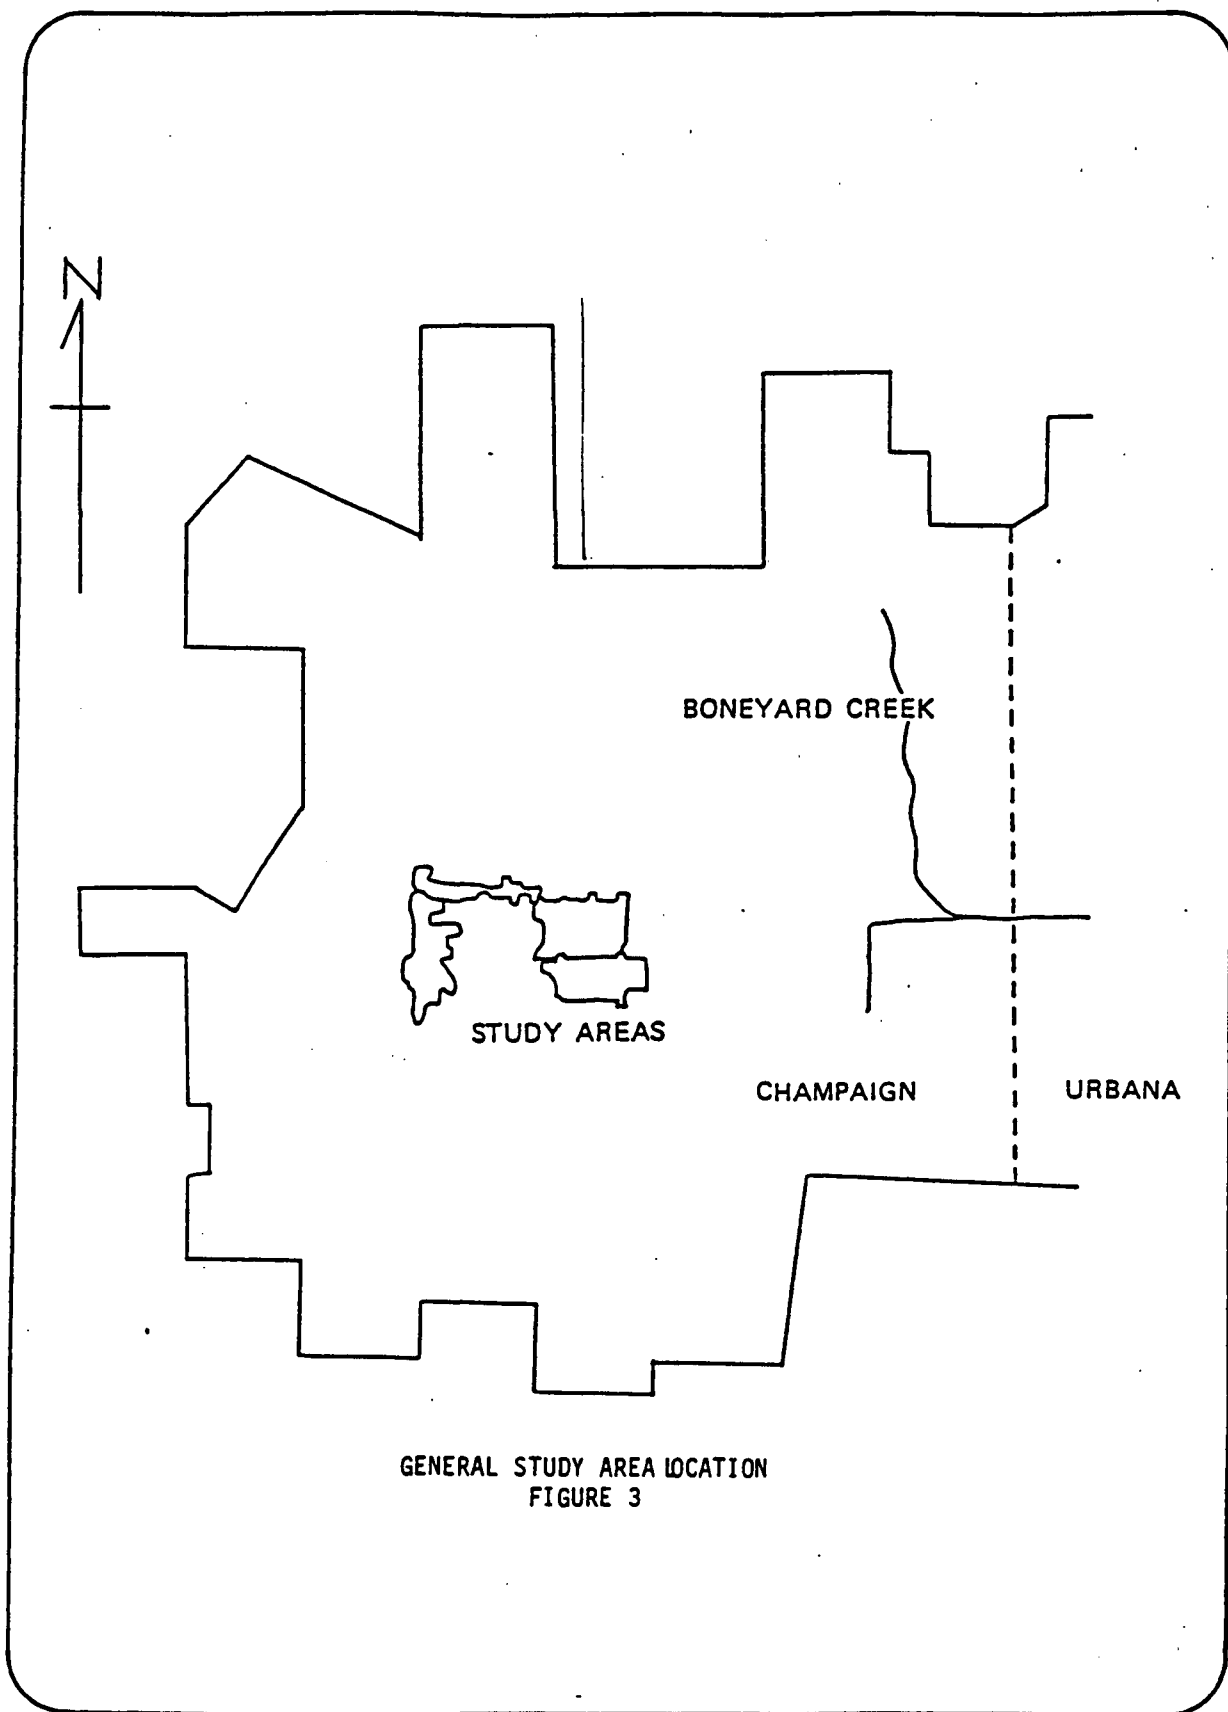 N
BONEYARD CREEK
STUDY AREAS
CHAMPAIGN
URBANA
GENERAL STUDY AREA LOCATION
FIGURE 3